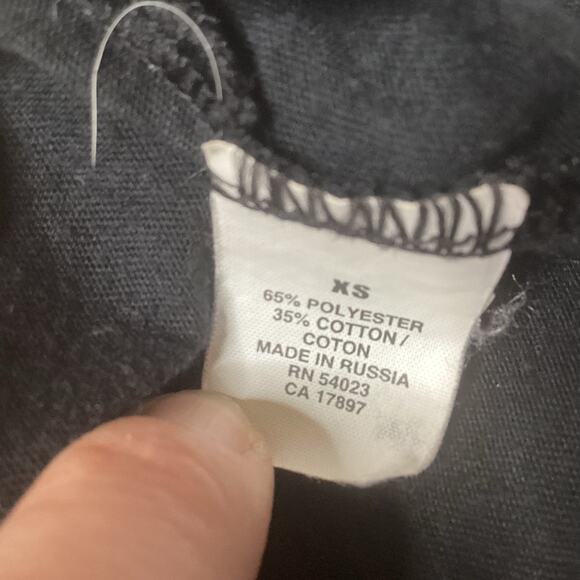 XS
65% POLYESTER
35% COTTON /
COTON
MADE IN RUSSIA
RN 54023
CA 17897